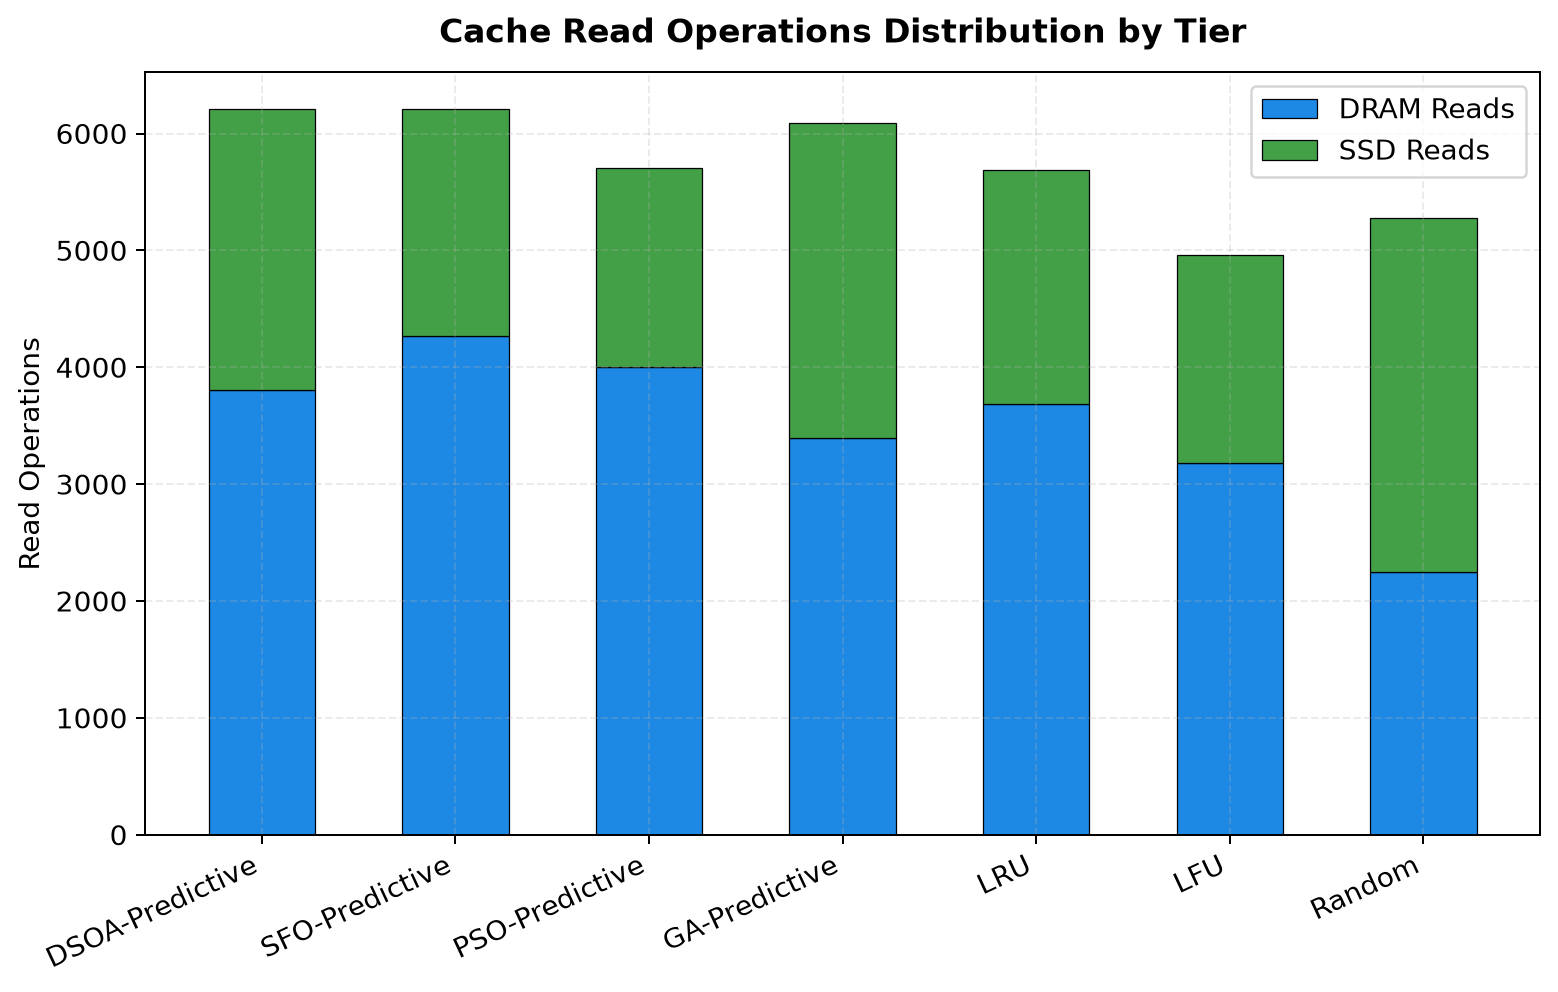 Cache Read Operations Distribution by Tier
DRAM Reads
SSD Reads
Read Operations
6000
5000
4000
3000
2000
1000
0
DSOA-Predictive
SFO-Predictive
PSO-Predictive
GA-Predictive
LRU
LFU
Random